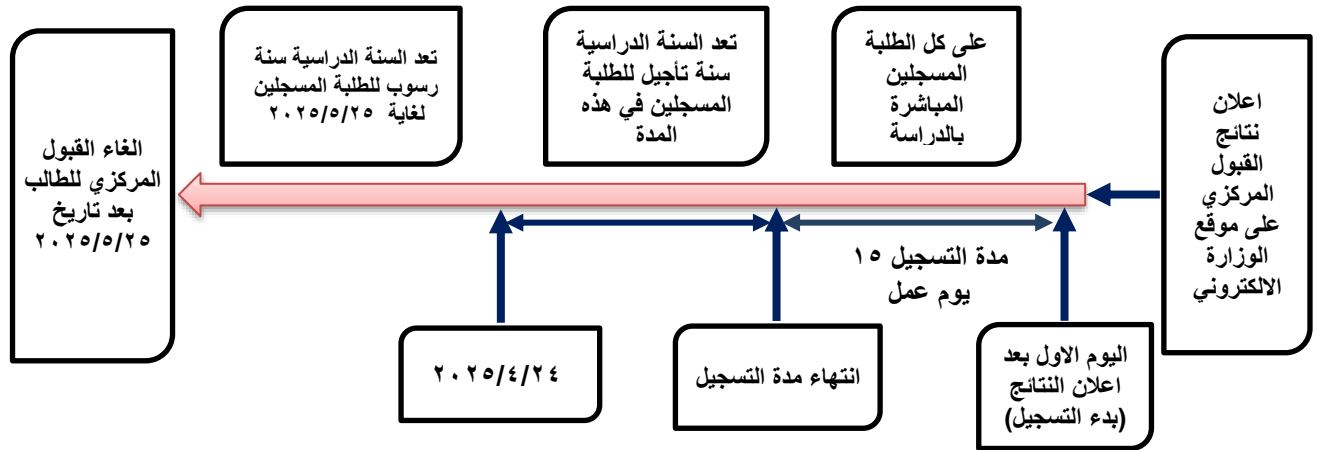 اعلان
نتائج
القبول
المركزي
على موقع
الوزارة
الالكتروني
على كل الطلبة
المسجلين
المباشرة
بالدراسة
تعد السنة الدراسية
سنة تأجيل للطلبة
المسجلين في هذه
المدة
تعد السنة الدراسية سنة
رسوب للطلبة المسجلين
لغاية ٢٠٢٥/٥/٢٥
الغاء القبول
المركزي للطالب
بعد تاريخ
٢٠٢٥/٥/٢٥
مدة التسجيل ١٥
يوم عمل
اليوم الاول بعد
اعلان النتائج
(بدء التسجيل)
انتهاء مدة التسجيل
٢٠٢٥/٤/٢٤